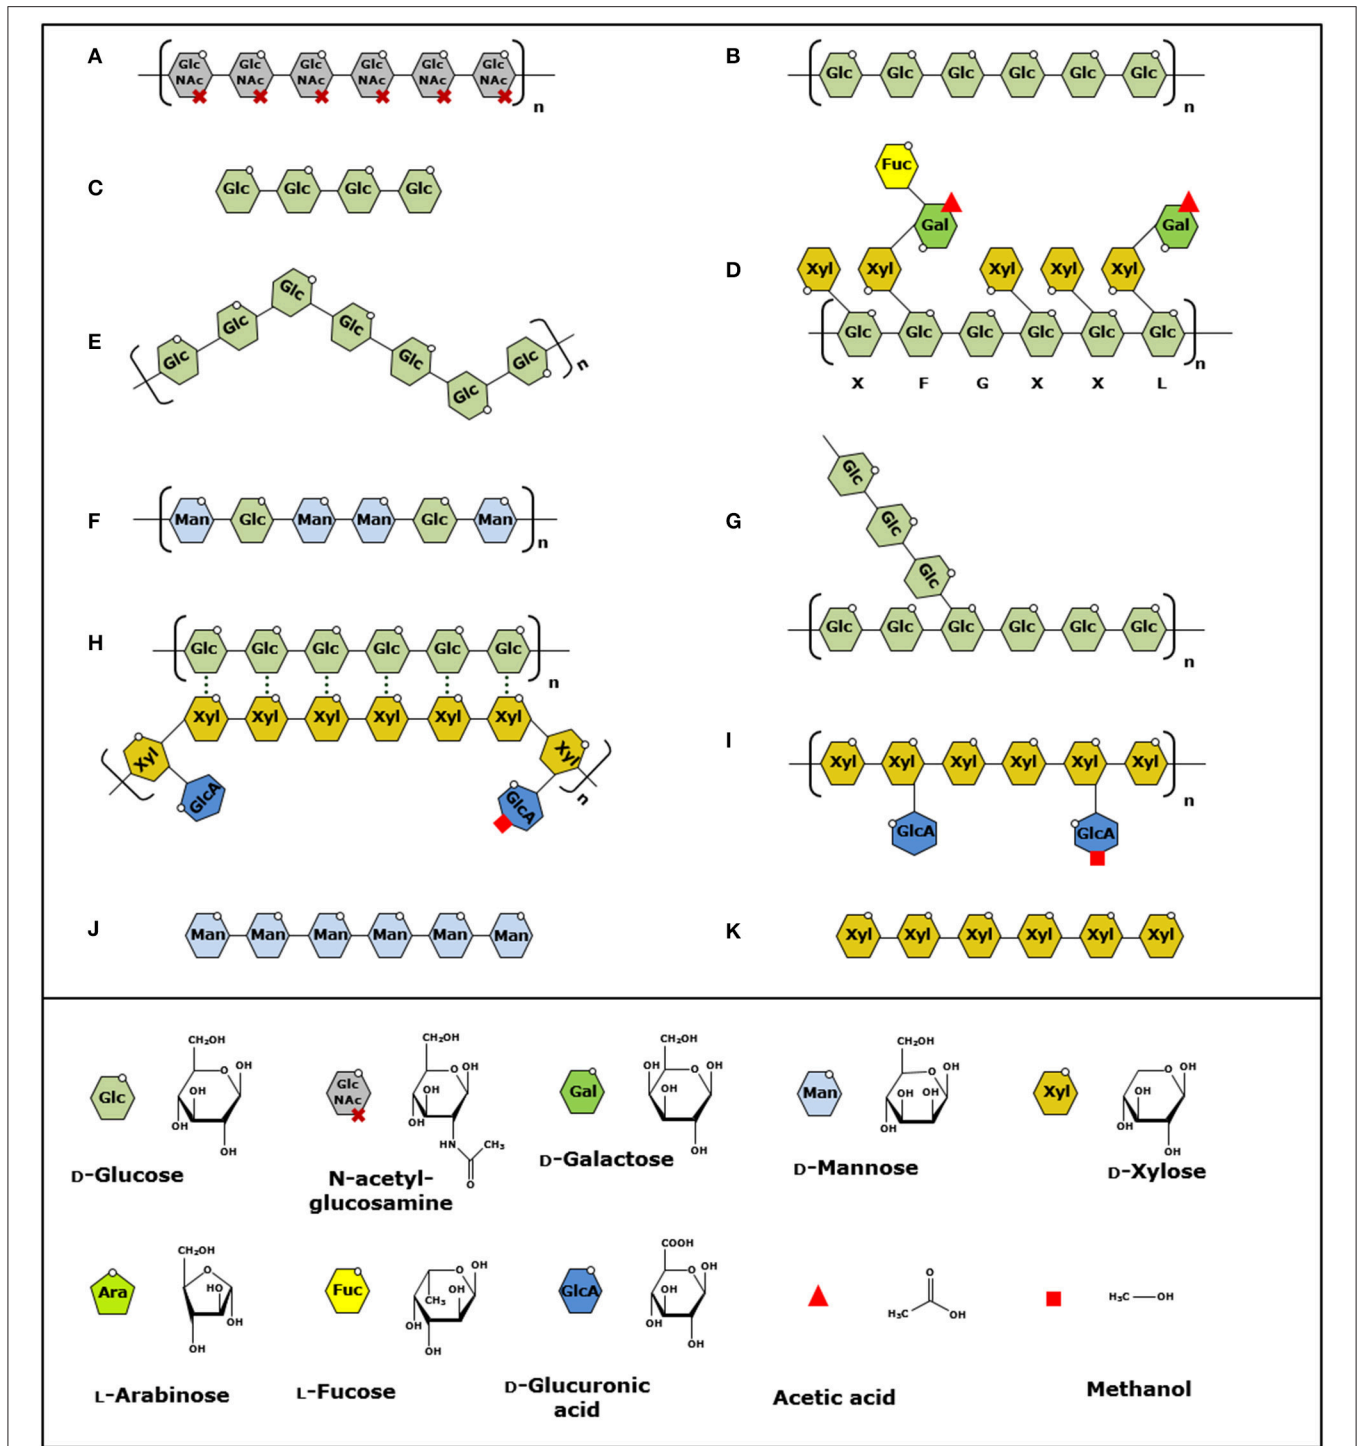 A
Glc NAc Glc NAc Glc NAc Glc NAc Glc NAc Glc NAc
n
B
Glc Glc Glc Glc Glc Glc
n
C
Glc Glc Glc Glc
D
Fuc
Gal Gal
Xyl Xyl Xyl Xyl Xyl
Glc Glc Glc Glc Glc Glc
n
X F G X X L
E
Glc Glc Glc Glc Glc Glc Glc
n
F
Man Glc Man Man Glc Man
n
G
Glc
Glc
Glc
Glc Glc Glc Glc Glc Glc
n
H
Glc Glc Glc Glc Glc Glc
n
Xyl Xyl Xyl Xyl Xyl Xyl
Xyl Xyl
n
GlcA GlcA
I
Xyl Xyl Xyl Xyl Xyl Xyl
n
GlcA GlcA
J
Man Man Man Man Man Man
K
Xyl Xyl Xyl Xyl Xyl Xyl
Glc
CH₂OH
O OH
OH
OH
OH
D-Glucose
Glc
NAc
CH₂OH
O OH
OH
OH
HN CH₃
O
N-acetyl-
glucosamine
Gal
CH₂OH
OH O OH
OH
OH
D-Galactose
Man
CH₂OH
O OH
OH OH
OH
D-Mannose
Xyl
O OH
OH
OH
OH
D-Xylose
Ara
CH₂OH
O
HO
OH
OH
L-Arabinose
Fuc
O OH
OH
CH₃
OH
OH
L-Fucose
GlcA
COOH
O OH
OH
OH
OH
D-Glucuronic
acid
O
H₃C OH
Acetic acid
H₃C OH
Methanol